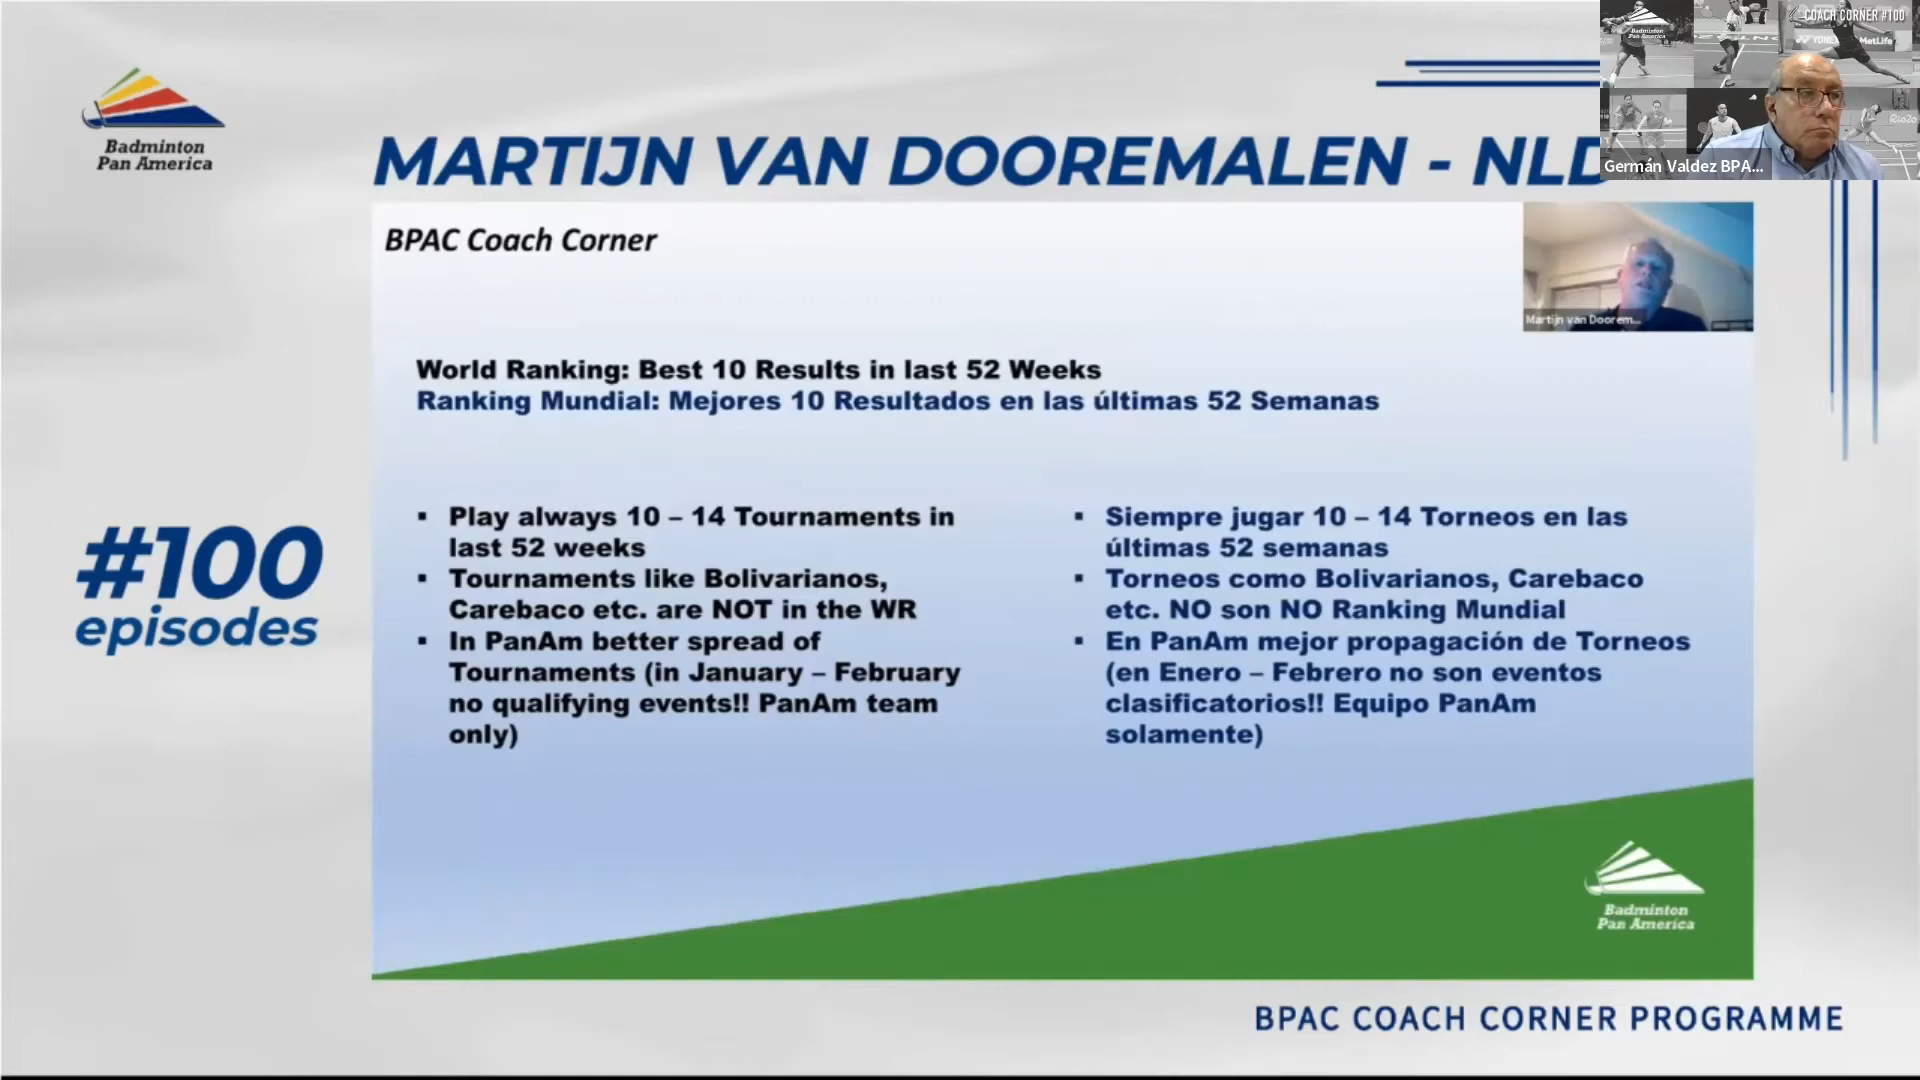 COACH CORNER #100
Badminton
Pan America
YONEX
MetLife
Rio20
Germán Valdez BPA...
Badminton
Pan America
MARTIJN VAN DOOREMALEN - NLD
BPAC Coach Corner
Martijn van Doorem...
World Ranking: Best 10 Results in last 52 Weeks
Ranking Mundial: Mejores 10 Resultados en las últimas 52 Semanas
▪ Play always 10 – 14 Tournaments in
last 52 weeks
▪ Tournaments like Bolivarianos,
Carebaco etc. are NOT in the WR
▪ In PanAm better spread of
Tournaments (in January – February
no qualifying events!! PanAm team
only)
▪ Siempre jugar 10 – 14 Torneos en las
últimas 52 semanas
▪ Torneos como Bolivarianos, Carebaco
etc. NO son NO Ranking Mundial
▪ En PanAm mejor propagación de Torneos
(en Enero – Febrero no son eventos
clasificatorios!! Equipo PanAm
solamente)
#100
episodes
Badminton
Pan America
BPAC COACH CORNER PROGRAMME